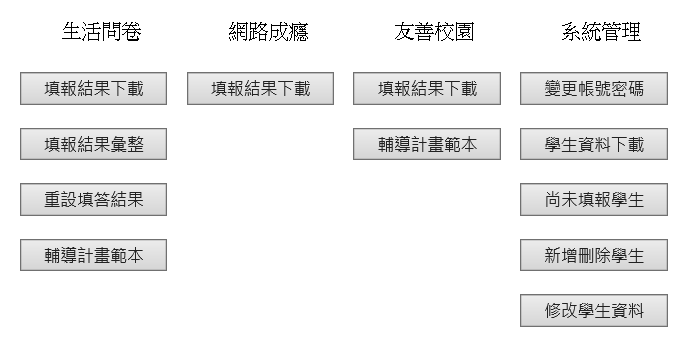 生活問卷 網路成癮 友善校園 系統管理
填報結果下載 填報結果下載 填報結果下載 變更帳號密碼
填報結果彙整 輔導計畫範本 學生資料下載
重設填答結果 尚未填報學生
輔導計畫範本 新增刪除學生
修改學生資料